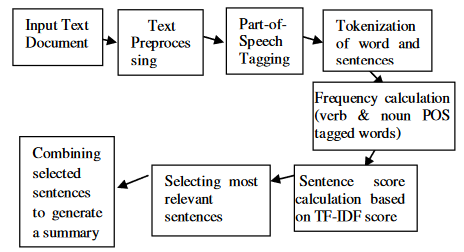 Input Text
Document
Text
Preproces
sing
Part-of-
Speech
Tagging
Tokenization
of word and
sentences
Frequency calculation
(verb & noun POS
tagged words)
Sentence score
calculation based
on TF-IDF score
Selecting most
relevant
sentences
Combining
selected
sentences
to generate
a summary